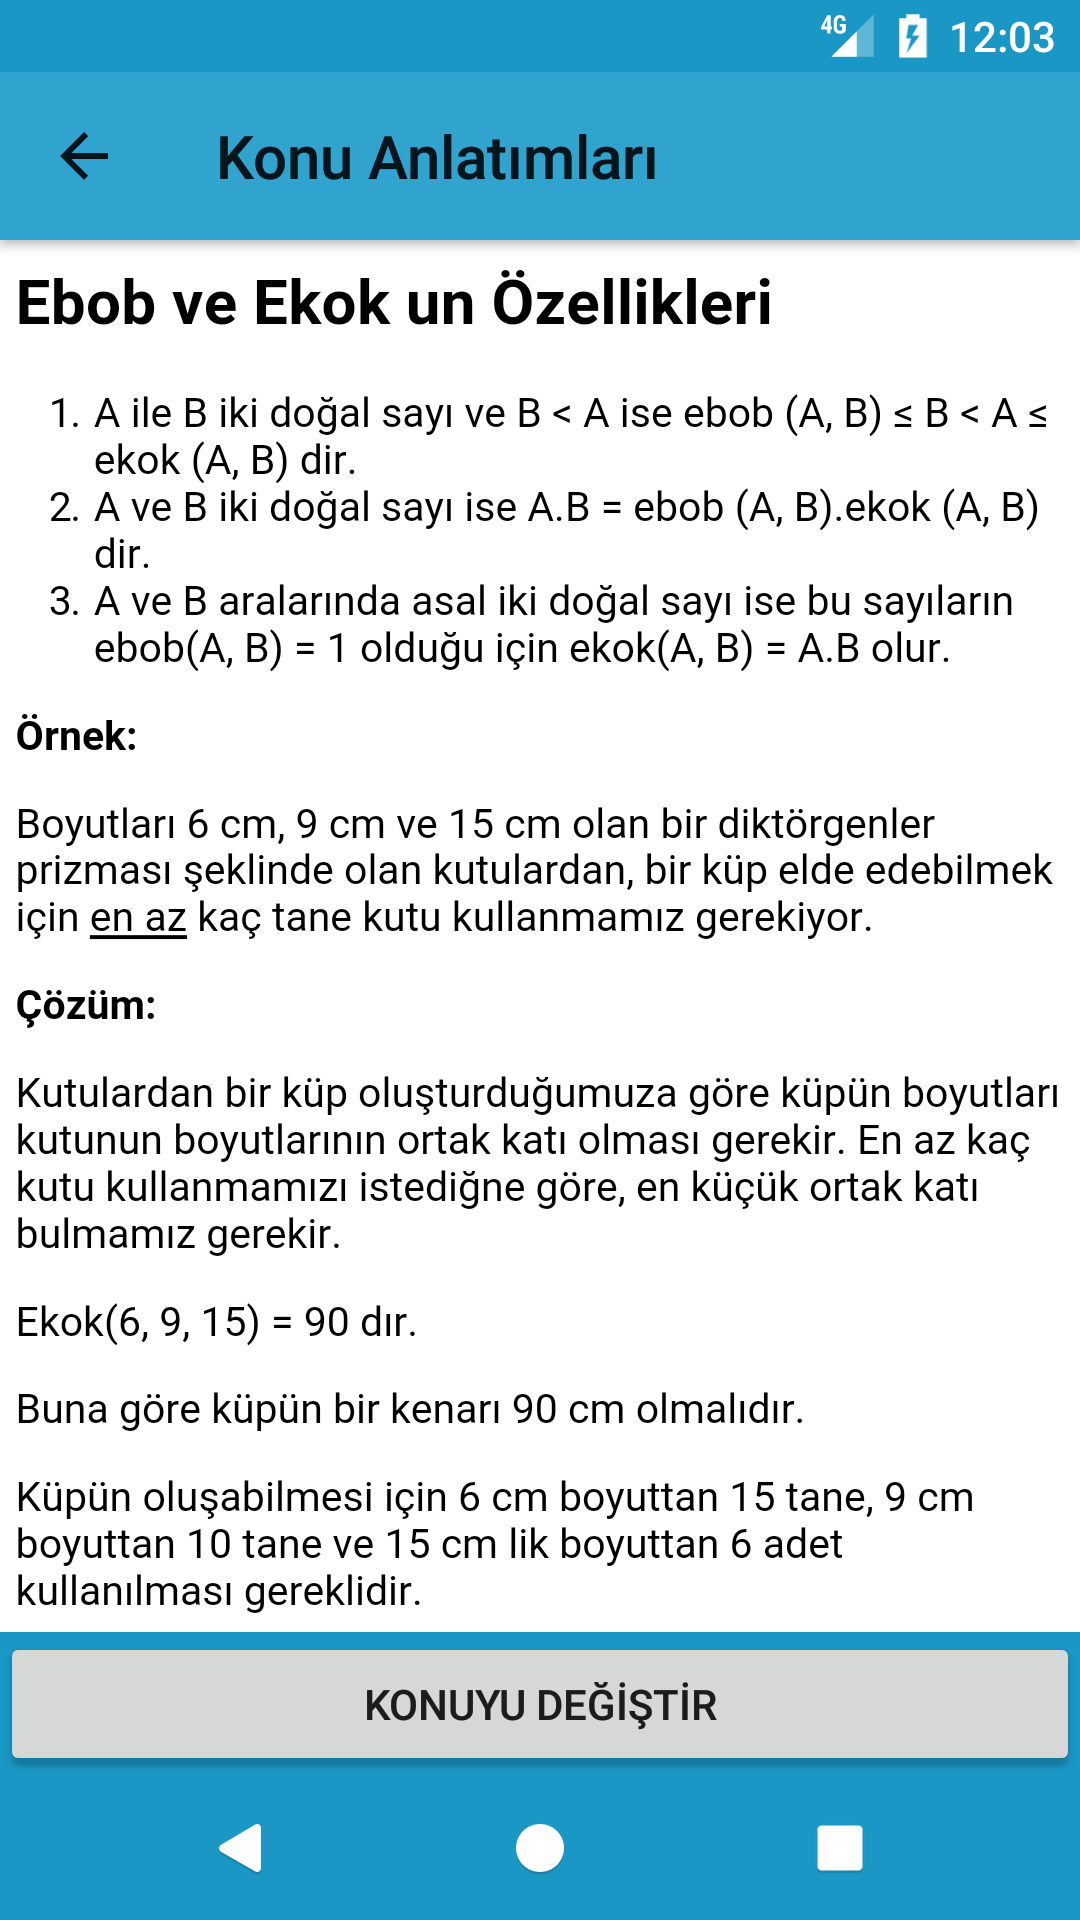 4G 12:03
Konu Anlatımları
Ebob ve Ekok un Özellikleri
1. A ile B iki doğal sayı ve B < A ise ebob (A, B) ≤ B < A ≤
ekok (A, B) dir.
2. A ve B iki doğal sayı ise A.B = ebob (A, B).ekok (A, B)
dir.
3. A ve B aralarında asal iki doğal sayı ise bu sayıların
ebob(A, B) = 1 olduğu için ekok(A, B) = A.B olur.
Örnek:
Boyutları 6 cm, 9 cm ve 15 cm olan bir diktörgenler
prizması şeklinde olan kutulardan, bir küp elde edebilmek
için en az kaç tane kutu kullanmamız gerekiyor.
Çözüm:
Kutulardan bir küp oluşturduğumuza göre küpün boyutları
kutunun boyutlarının ortak katı olması gerekir. En az kaç
kutu kullanmamızı istediğne göre, en küçük ortak katı
bulmamız gerekir.
Ekok(6, 9, 15) = 90 dır.
Buna göre küpün bir kenarı 90 cm olmalıdır.
Küpün oluşabilmesi için 6 cm boyuttan 15 tane, 9 cm
boyuttan 10 tane ve 15 cm lik boyuttan 6 adet
kullanılması gereklidir.
KONUYU DEĞİŞTİR